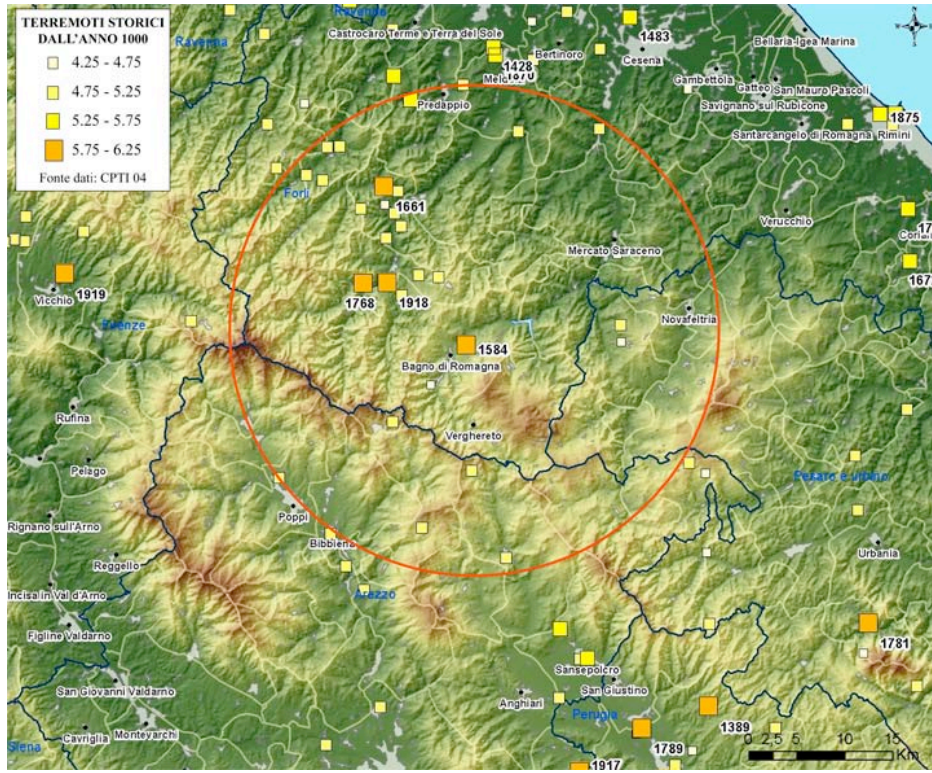 TERREMOTI STORICI
DALL'ANNO 1000
4.25 - 4.75
4.75 - 5.25
5.25 - 5.75
5.75 - 6.25
Fonte dati: CPTI 04
Ravenna
Ravenna
Castrocaro Terme e Terra del Sole
1483
Bertinoro
Cesena
Bellaria-Igea Marina
1428
1870
Predappio
Gambettola
Gatteo
San Mauro Pascoli
Savignano sul Rubicone
Santarcangelo di Romagna
Rimini
1875
Forlì
1661
Verucchio
Mercato Saraceno
1919
Vicchio
1768
1918
Novafeltria
Firenze
1584
Bagno di Romagna
Rufina
Verghereto
Pelago
Pesaro e urbino
Poppi
Rignano sull'Arno
Bibbiena
Urbania
Reggello
Arezzo
Incisa in Val d'Arno
Figline Valdarno
1781
Sansepolcro
San Giovanni Valdarno
San Giustino
Anghiari
Perugia
1389
Cavriglia
Montevarchi
Siena
1789
1917
0 2,5 5 10 15
Km